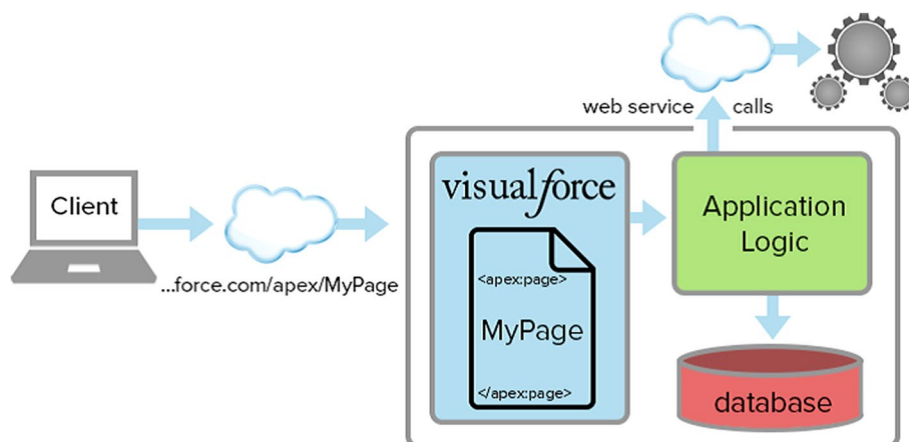 web service calls
Client
...force.com/apex/MyPage
visualforce
<apex:page>
MyPage
</apex:page>
Application
Logic
database